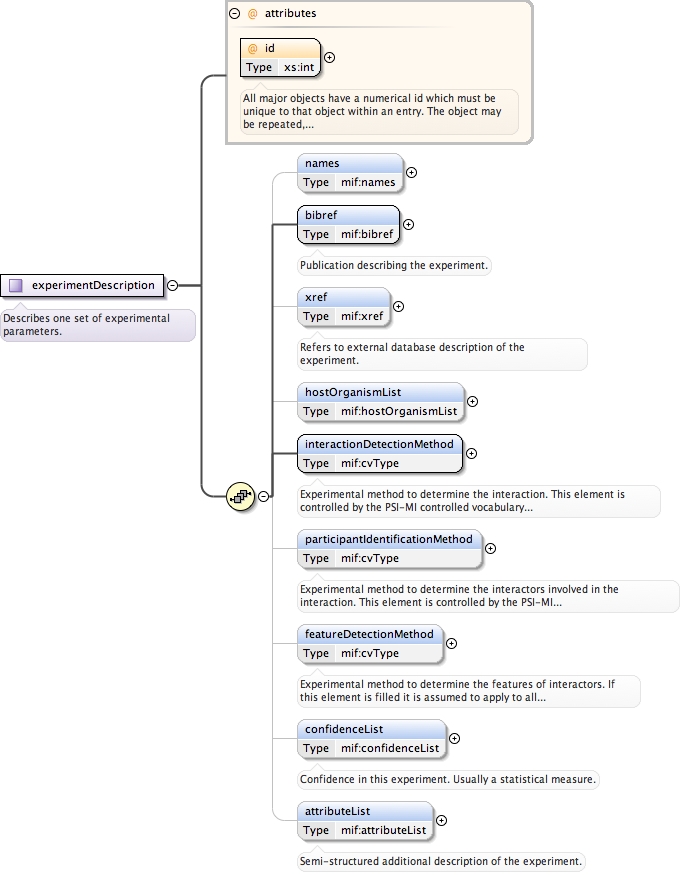 @ attributes
@ id
Type xs:int
All major objects have a numerical id which must be
unique to that object within an entry. The object may
be repeated,...
names
Type mif:names
bibref
Type mif:bibref
Publication describing the experiment.
experimentDescription
Describes one set of experimental
parameters.
xref
Type mif:xref
Refers to external database description of the
experiment.
hostOrganismList
Type mif:hostOrganismList
interactionDetectionMethod
Type mif:cvType
Experimental method to determine the interaction. This element is
controlled by the PSI-MI controlled vocabulary...
participantIdentificationMethod
Type mif:cvType
Experimental method to determine the interactors involved in the
interaction. This element is controlled by the PSI-MI...
featureDetectionMethod
Type mif:cvType
Experimental method to determine the features of interactors. If
this element is filled it is assumed to apply to all...
confidenceList
Type mif:confidenceList
Confidence in this experiment. Usually a statistical measure.
attributeList
Type mif:attributeList
Semi-structured additional description of the experiment.